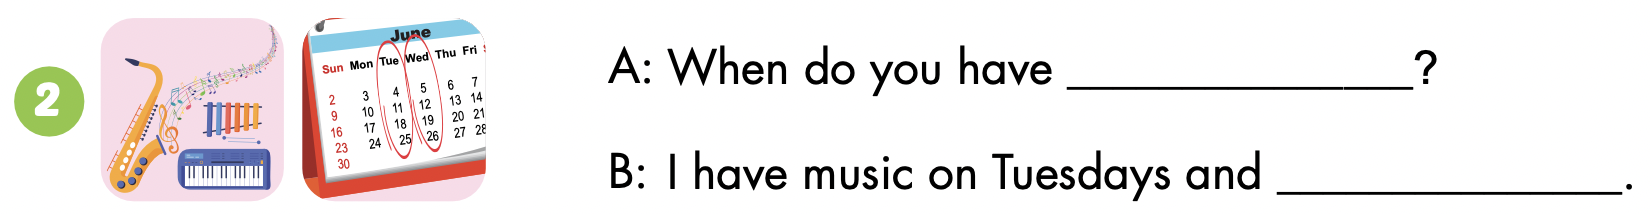 2
June
Sun Mon Tue Wed Thu Fri S
2 3 4 5 6 7
9 10 11 12 13 14
16 17 18 19 20 21
23 24 25 26 27 28
30
A: When do you have ____________?
B: I have music on Tuesdays and ____________.